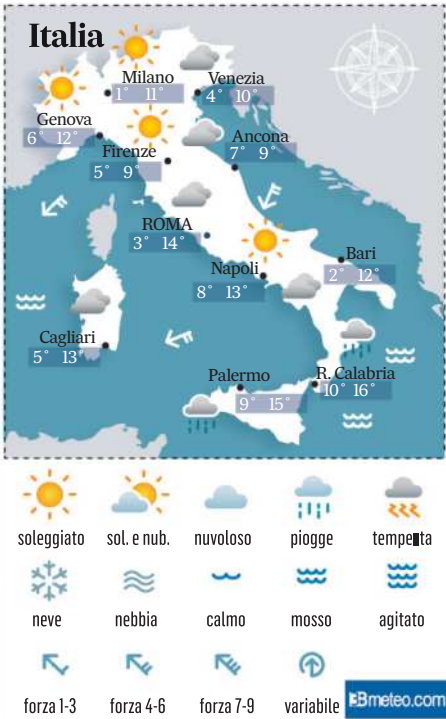 Italia
Milano
1° 11°
Venezia
4° 10°
Genova
6° 12°
Firenze
5° 9°
Ancona
7° 9°
ROMA
3° 14°
Napoli
8° 13°
Bari
2° 12°
Cagliari
5° 13°
Palermo
9° 15°
R. Calabria
10° 16°
soleggiato sol. e nub. nuvoloso piogge tempesta
neve nebbia calmo mosso agitato
forza 1-3 forza 4-6 forza 7-9 variabile
3Bmeteo.com